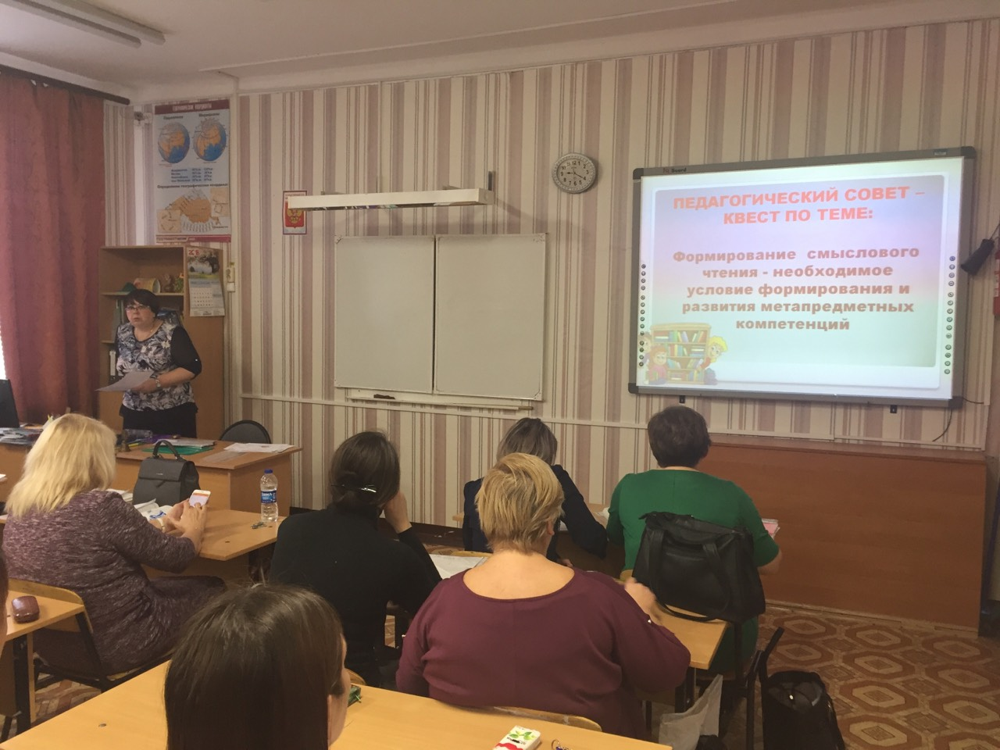 ПЕДАГОГИЧЕСКИЙ СОВЕТ –
КВЕСТ ПО ТЕМЕ:
Формирование смыслового
чтения - необходимое
условие формирования и
развития метапредметных
компетенций